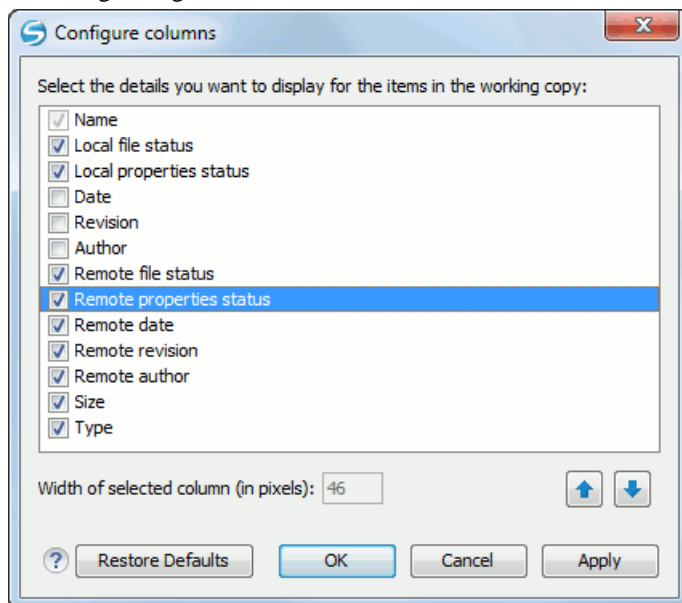 Configure columns
Select the details you want to display for the items in the working copy:
Name
Local file status
Local properties status
Date
Revision
Author
Remote file status
Remote properties status
Remote date
Remote revision
Remote author
Size
Type
Width of selected column (in pixels): 46
? Restore Defaults OK Cancel Apply